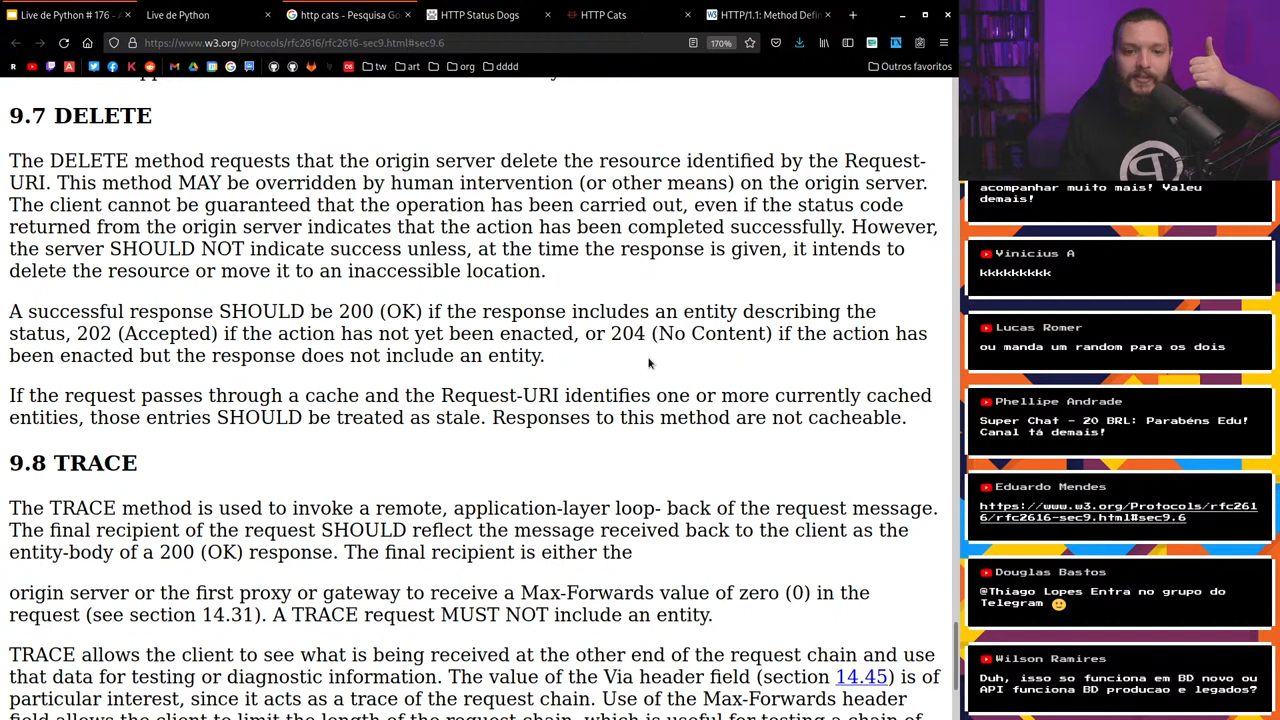 Live de Python # 176 - A
Live de Python
http cats - Pesquisa Go
HTTP Status Dogs
HTTP Cats
HTTP/1.1: Method Defin
https://www.w3.org/Protocols/rfc2616/rfc2616-sec9.html#sec9.6
170%
tw
art
org
dddd
Outros favoritos
9.7 DELETE
The DELETE method requests that the origin server delete the resource identified by the Request-
URI. This method MAY be overridden by human intervention (or other means) on the origin server.
The client cannot be guaranteed that the operation has been carried out, even if the status code
returned from the origin server indicates that the action has been completed successfully. However,
the server SHOULD NOT indicate success unless, at the time the response is given, it intends to
delete the resource or move it to an inaccessible location.
A successful response SHOULD be 200 (OK) if the response includes an entity describing the
status, 202 (Accepted) if the action has not yet been enacted, or 204 (No Content) if the action has
been enacted but the response does not include an entity.
If the request passes through a cache and the Request-URI identifies one or more currently cached
entities, those entries SHOULD be treated as stale. Responses to this method are not cacheable.
9.8 TRACE
The TRACE method is used to invoke a remote, application-layer loop- back of the request message.
The final recipient of the request SHOULD reflect the message received back to the client as the
entity-body of a 200 (OK) response. The final recipient is either the
origin server or the first proxy or gateway to receive a Max-Forwards value of zero (0) in the
request (see section 14.31). A TRACE request MUST NOT include an entity.
TRACE allows the client to see what is being received at the other end of the request chain and use
that data for testing or diagnostic information. The value of the Via header field (section 14.45) is of
particular interest, since it acts as a trace of the request chain. Use of the Max-Forwards header
field allows the client to limit the length of the request chain, which is useful for testing a chain of
acompanhar muito mais! Valeu
demais!
Vinicius A
kkkkkkkkk
Lucas Romer
ou manda um random para os dois
Phellipe Andrade
Super Chat - 20 BRL: Parabéns Edu!
Canal tá demais!
Eduardo Mendes
https://www.w3.org/Protocols/rfc261
6/rfc2616-sec9.html#sec9.6
Douglas Bastos
@Thiago Lopes Entra no grupo do
Telegram 🙂
Wilson Ramires
Duh, isso so funciona em BD novo ou
API funciona BD producao e legados?